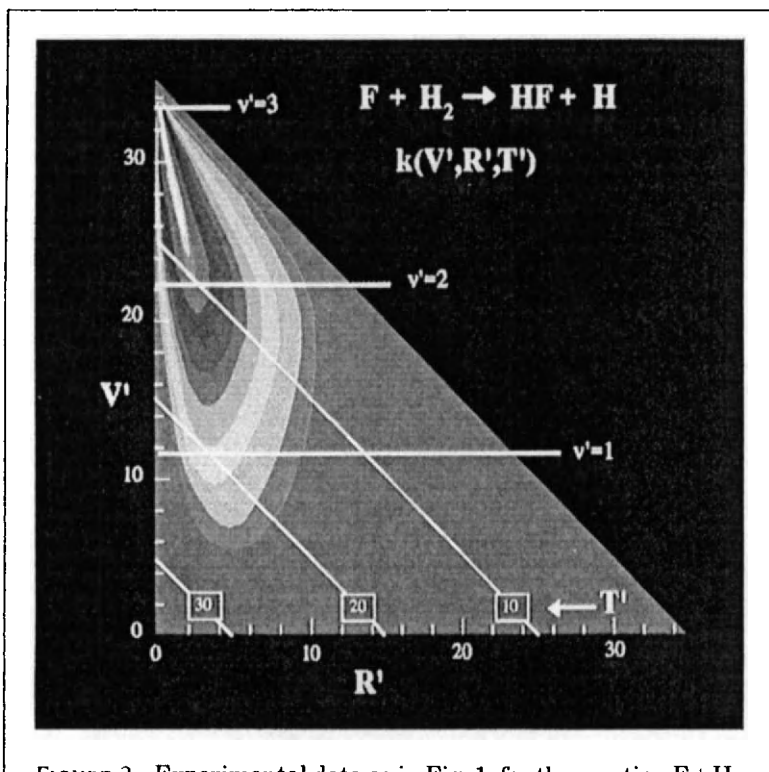 v'=3
F + H₂ → HF + H
k(V',R',T')
30
v'=2
20
V'
v'=1
10
30
20
10
← T'
0
0 10 20 30
R'